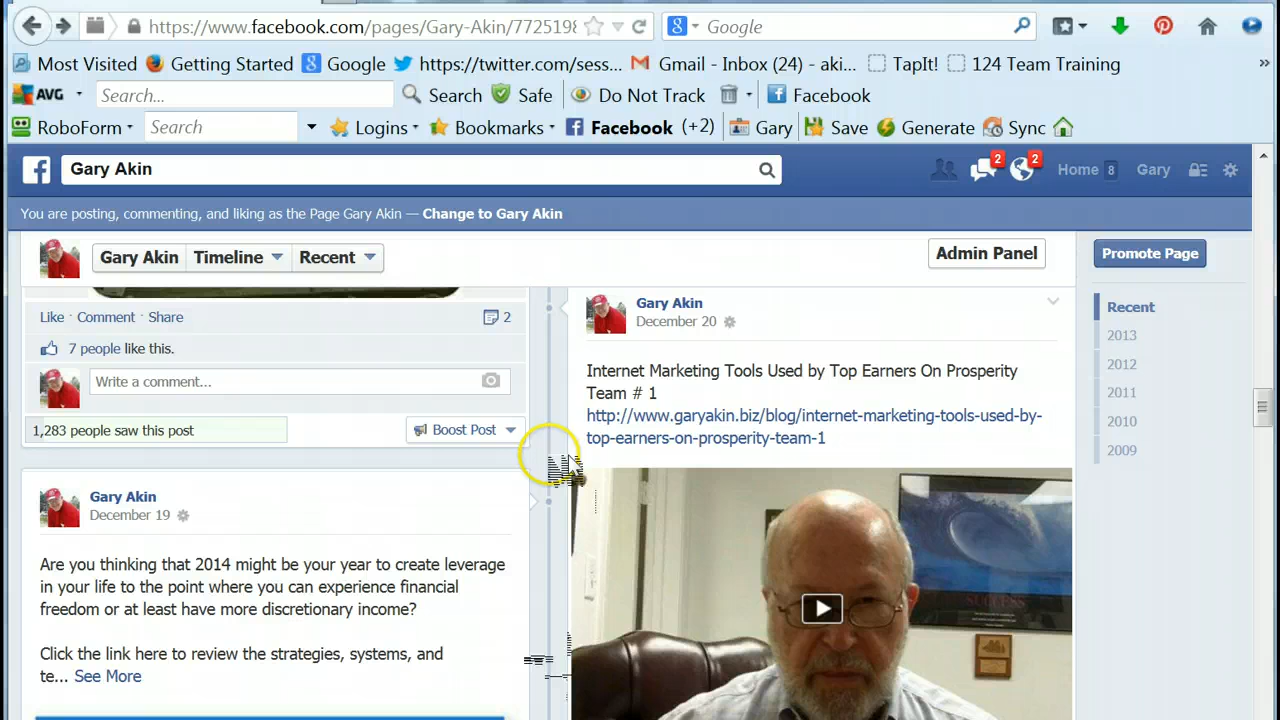 https://www.facebook.com/pages/Gary-Akin/772519
8 Google
Most Visited Getting Started 8 Google https://twitter.com/sess... Gmail - Inbox (24) - aki... TapIt! 124 Team Training »
AVG Search... Search Safe Do Not Track Facebook
RoboForm Search Logins Bookmarks Facebook (+2) Gary Save Generate Sync
Gary Akin 2 2 Home 8 Gary
You are posting, commenting, and liking as the Page Gary Akin — Change to Gary Akin
Gary Akin Timeline Recent Admin Panel Promote Page
Like · Comment · Share 2
7 people like this.
Write a comment...
1,283 people saw this post Boost Post
Gary Akin
December 19
Are you thinking that 2014 might be your year to create leverage
in your life to the point where you can experience financial
freedom or at least have more discretionary income?
Click the link here to review the strategies, systems, and
te... See More
Gary Akin
December 20
Internet Marketing Tools Used by Top Earners On Prosperity
Team # 1
http://www.garyakin.biz/blog/internet-marketing-tools-used-by-
top-earners-on-prosperity-team-1
Recent
2013
2012
2011
2010
2009